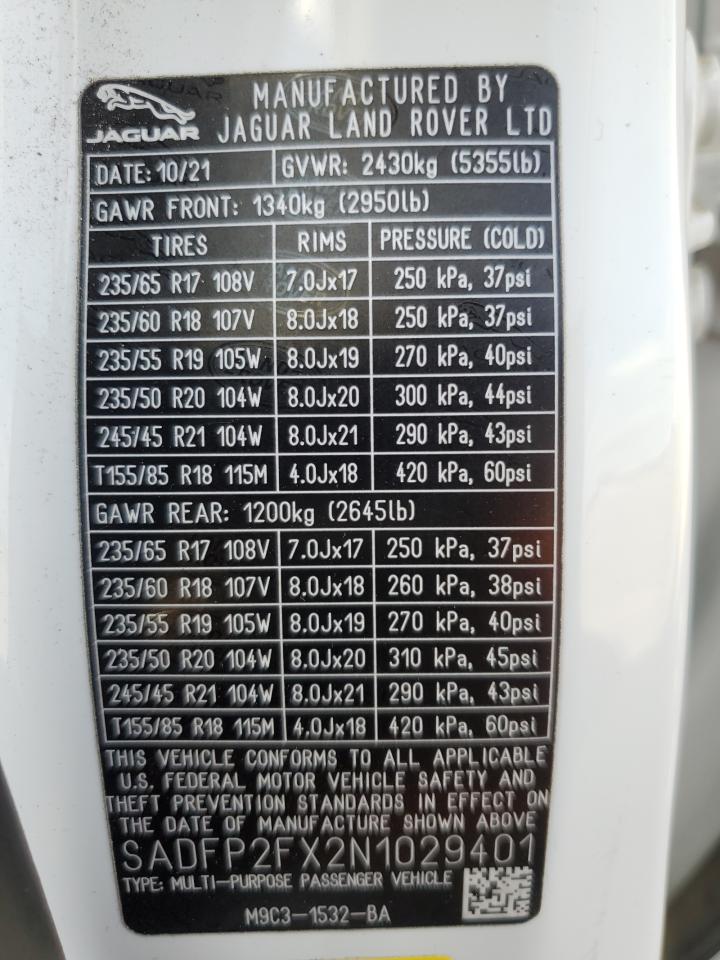 JAGUAR
MANUFACTURED BY
JAGUAR LAND ROVER LTD
DATE: 10/21 GVWR: 2430kg (5355lb)
GAWR FRONT: 1340kg (2950lb)
TIRES RIMS PRESSURE (COLD)
235/65 R17 108V 7.0Jx17 250 kPa, 37psi
235/60 R18 107V 8.0Jx18 250 kPa, 37psi
235/55 R19 105W 8.0Jx19 270 kPa, 40psi
235/50 R20 104W 8.0Jx20 300 kPa, 44psi
245/45 R21 104W 8.0Jx21 290 kPa, 43psi
T155/85 R18 115M 4.0Jx18 420 kPa, 60psi
GAWR REAR: 1200kg (2645lb)
235/65 R17 108V 7.0Jx17 250 kPa, 37psi
235/60 R18 107V 8.0Jx18 260 kPa, 38psi
235/55 R19 105W 8.0Jx19 270 kPa, 40psi
235/50 R20 104W 8.0Jx20 310 kPa, 45psi
245/45 R21 104W 8.0Jx21 290 kPa, 43psi
T155/85 R18 115M 4.0Jx18 420 kPa, 60psi
THIS VEHICLE CONFORMS TO ALL APPLICABLE
U.S. FEDERAL MOTOR VEHICLE SAFETY AND
THEFT PREVENTION STANDARDS IN EFFECT ON
THE DATE OF MANUFACTURE SHOWN ABOVE
SADFP2FX2N1029401
TYPE: MULTI-PURPOSE PASSENGER VEHICLE
M9C3-1532-BA